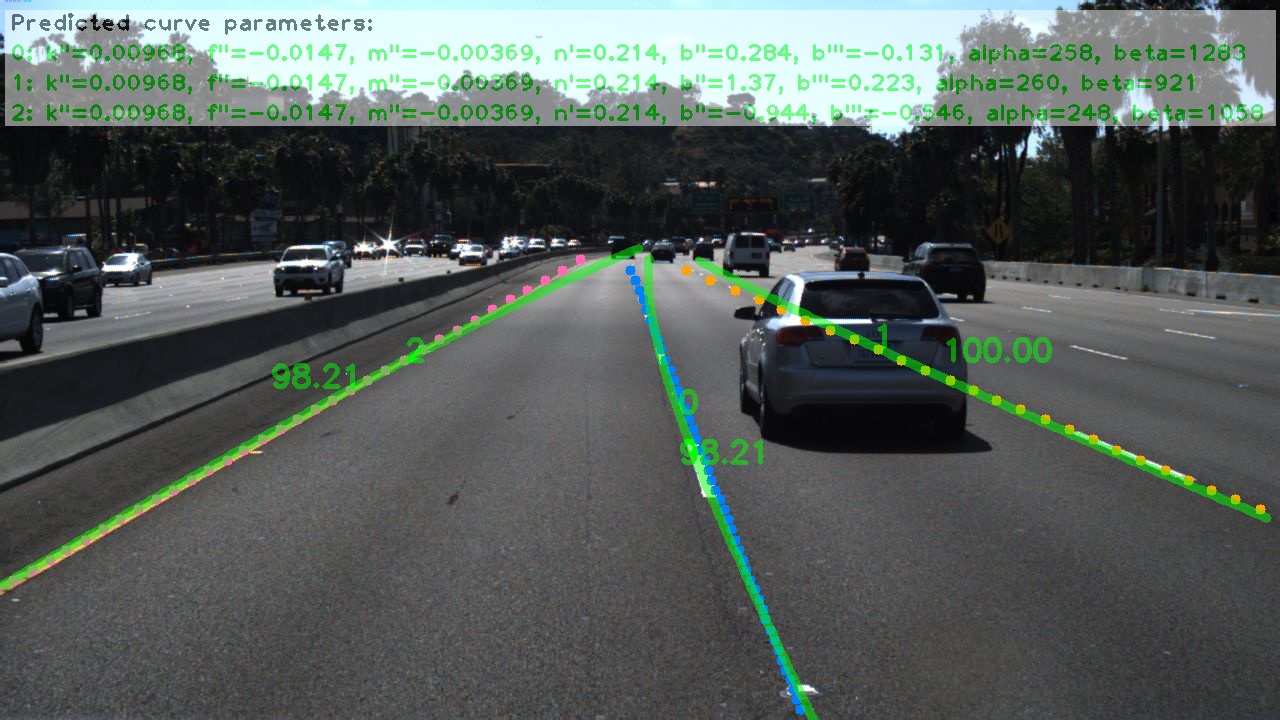 Predicted curve parameters:
0: k''=0.00968, f''=-0.0147, m''=-0.00369, n'=0.214, b''=0.284, b'''=-0.131, alpha=258, beta=1283
1: k''=0.00968, f''=-0.0147, m''=-0.00369, n'=0.214, b''=1.37, b'''=0.223, alpha=260, beta=921
2: k''=0.00968, f''=-0.0147, m''=-0.00369, n'=0.214, b''=-0.944, b'''=-0.546, alpha=248, beta=1058
1
2
100.00
98.21
0
98.21